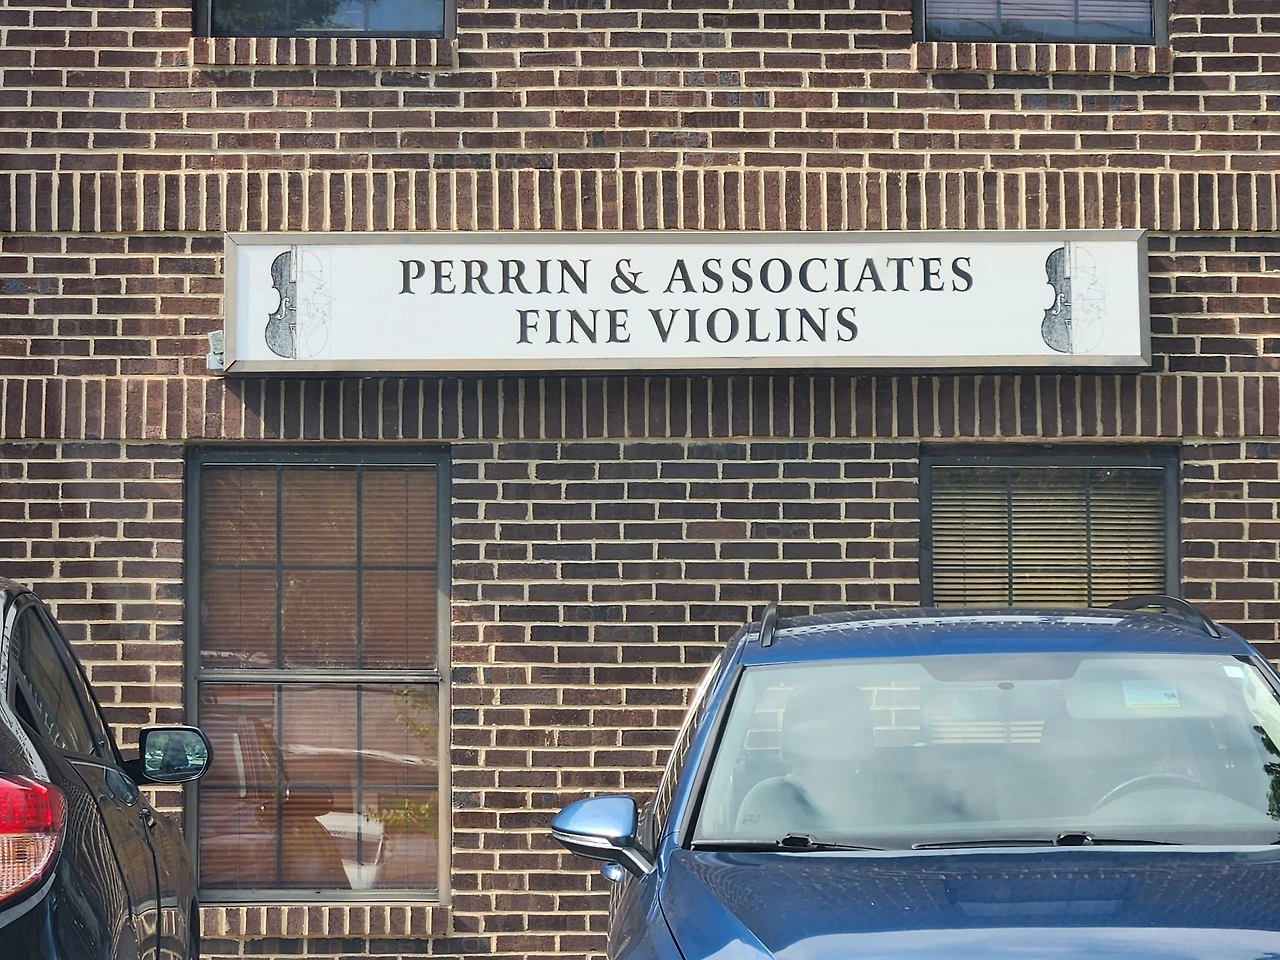 PERRIN & ASSOCIATES
FINE VIOLINS